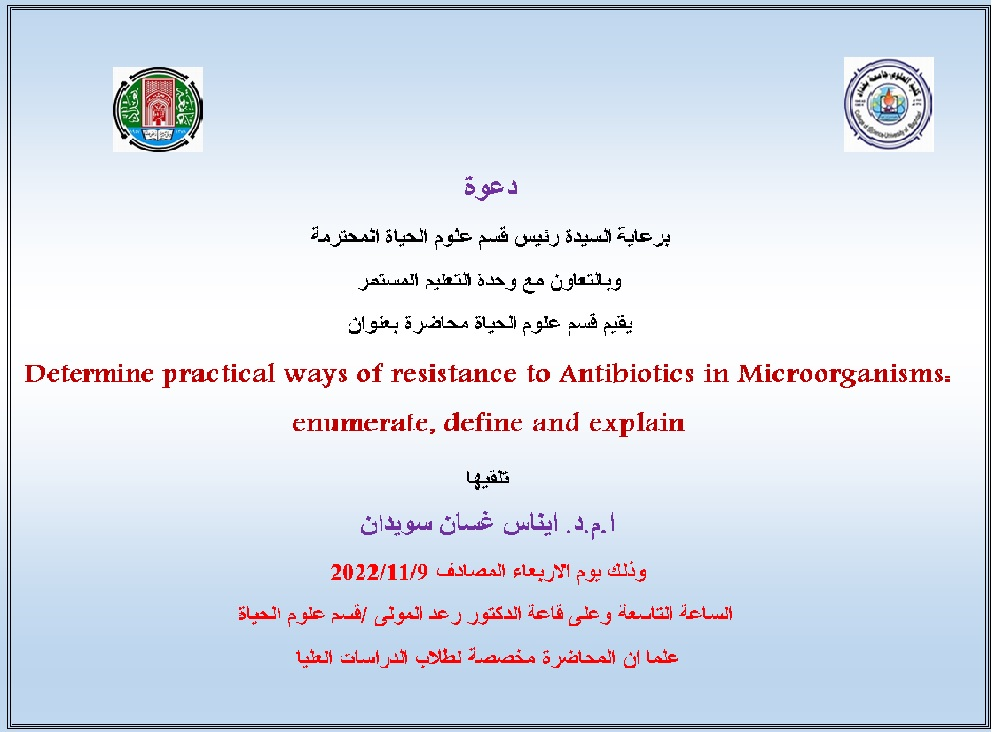 دعوة
برعاية السيدة رئيس قسم علوم الحياة المحترمة
وبالتعاون مع وحدة التعليم المستمر
يقيم قسم علوم الحياة محاضرة بعنوان
Determine practical ways of resistance to Antibiotics in Microorganisms:
enumerate, define and explain
تلقيها
ا.م.د. ايناس غسان سويدان
وذلك يوم الاربعاء المصادف 2022/11/9
الساعة التاسعة وعلى قاعة الدكتور رعد المولى /قسم علوم الحياة
علما ان المحاضرة مخصصة لطلاب الدراسات العليا